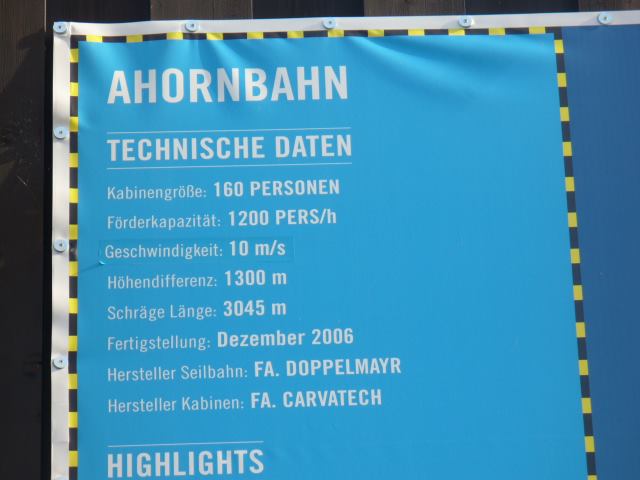 AHORNBAHN
TECHNISCHE DATEN
Kabinengröße: 160 PERSONEN
Förderkapazität: 1200 PERS/h
Geschwindigkeit: 10 m/s
Höhendifferenz: 1300 m
Schräge Länge: 3045 m
Fertigstellung: Dezember 2006
Hersteller Seilbahn: FA. DOPPELMAYR
Hersteller Kabinen: FA. CARVATECH
HIGHLIGHTS